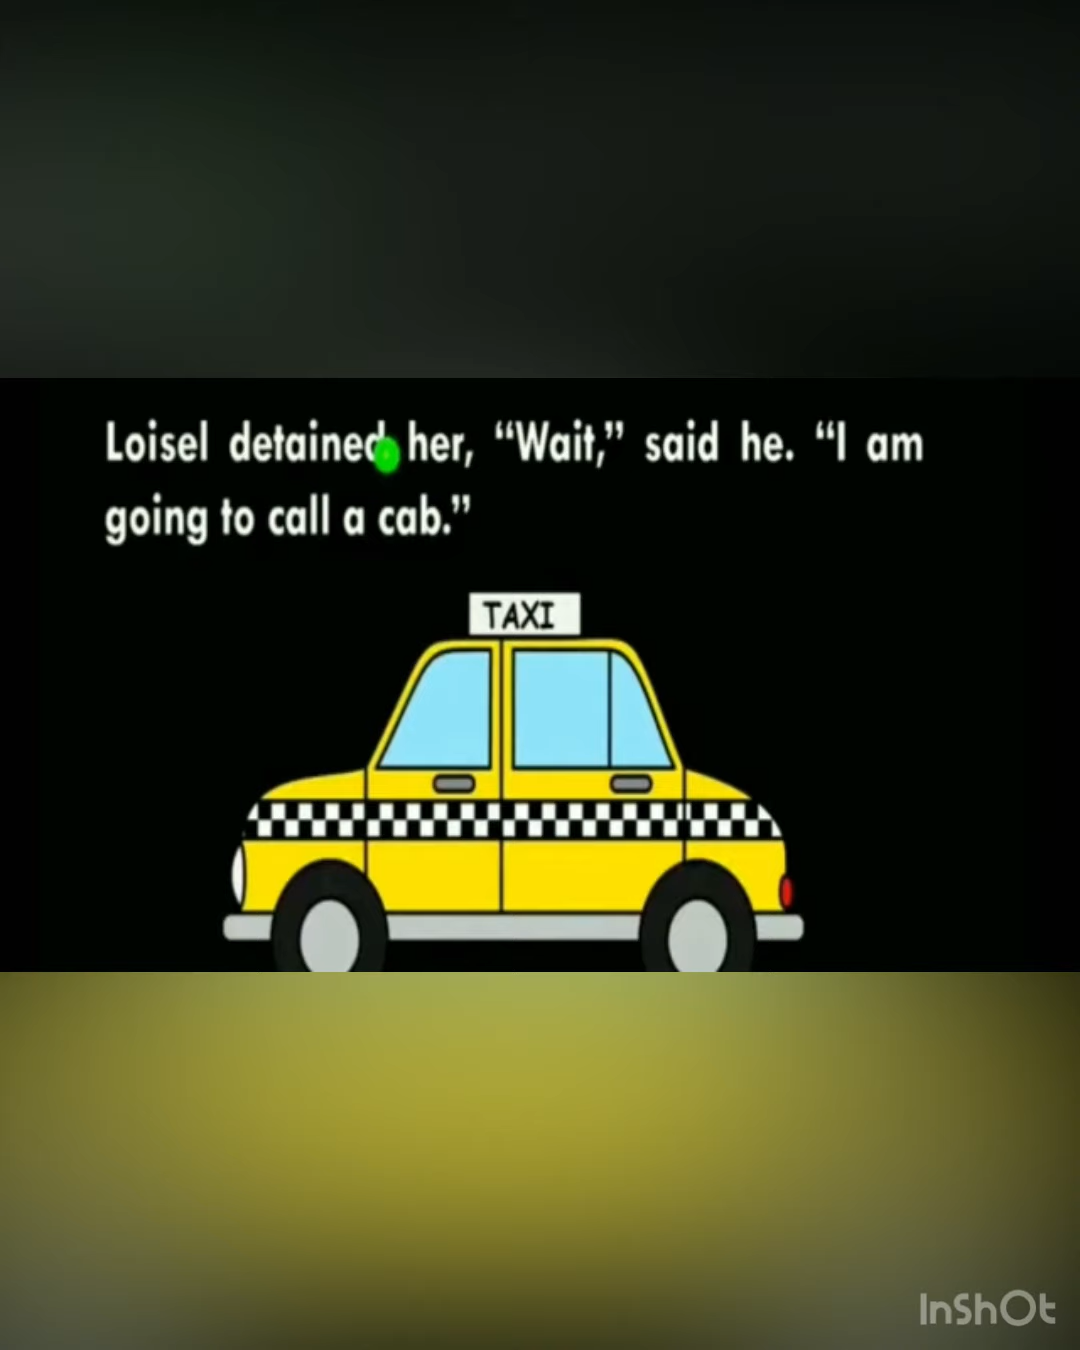 Loisel detained her, “Wait,” said he. “I am
going to call a cab.”
TAXI
InShOt